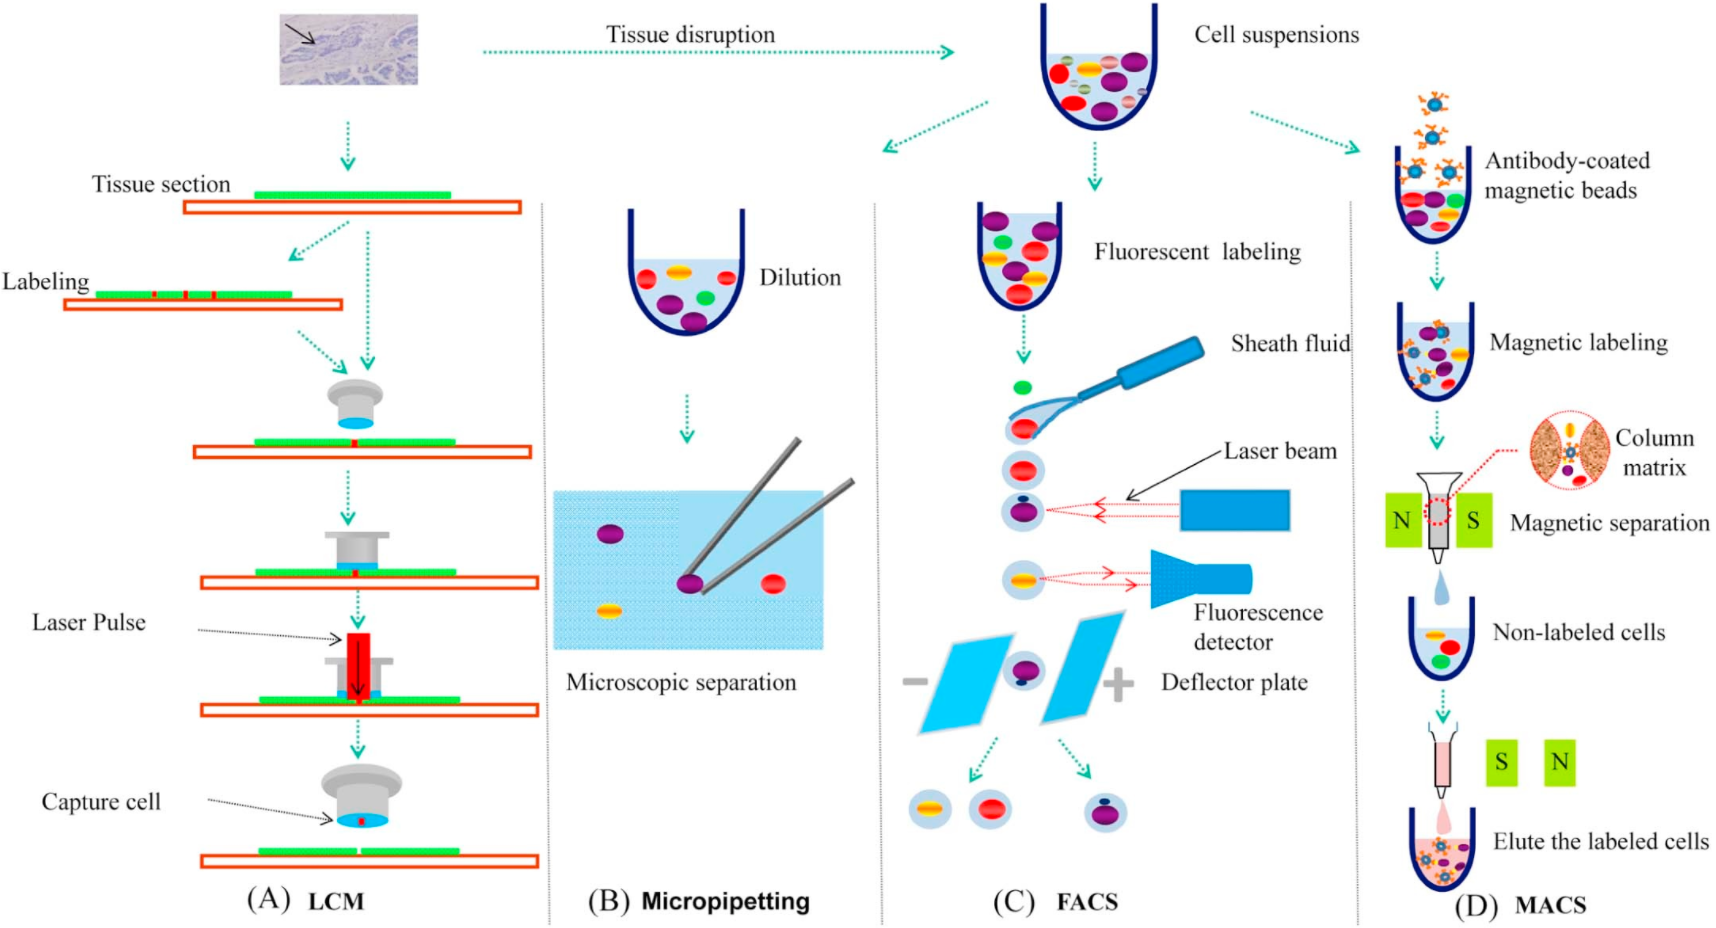 Tissue disruption
Cell suspensions
Tissue section
Labeling
Laser Pulse
Capture cell
(A) LCM
Dilution
Microscopic separation
(B) Micropipetting
Fluorescent labeling
Sheath fluid
Laser beam
Fluorescence
detector
− + Deflector plate
(C) FACS
Antibody-coated
magnetic beads
Magnetic labeling
Column
matrix
N S Magnetic separation
Non-labeled cells
S N
Elute the labeled cells
(D) MACS